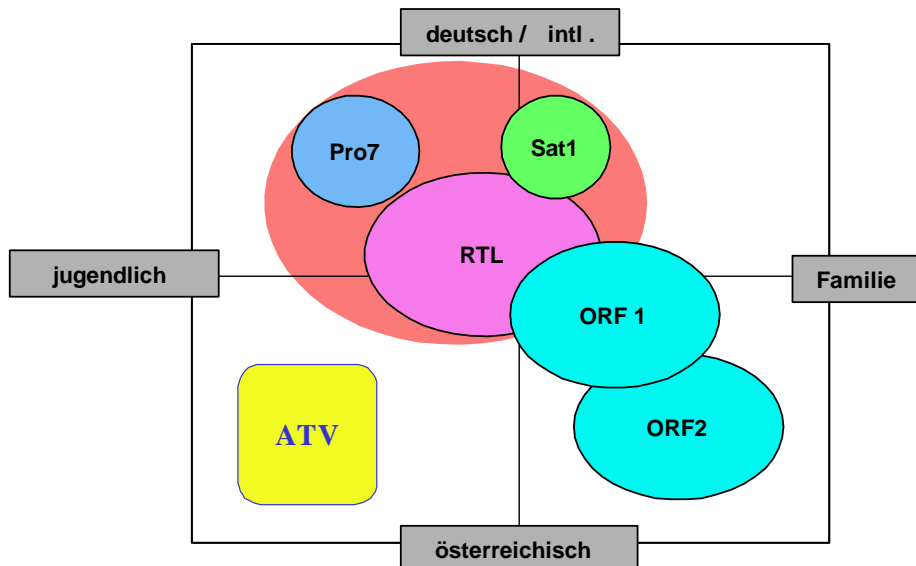 deutsch / intl .
Pro7
Sat1
RTL
jugendlich
Familie
ORF 1
ATV
ORF2
österreichisch